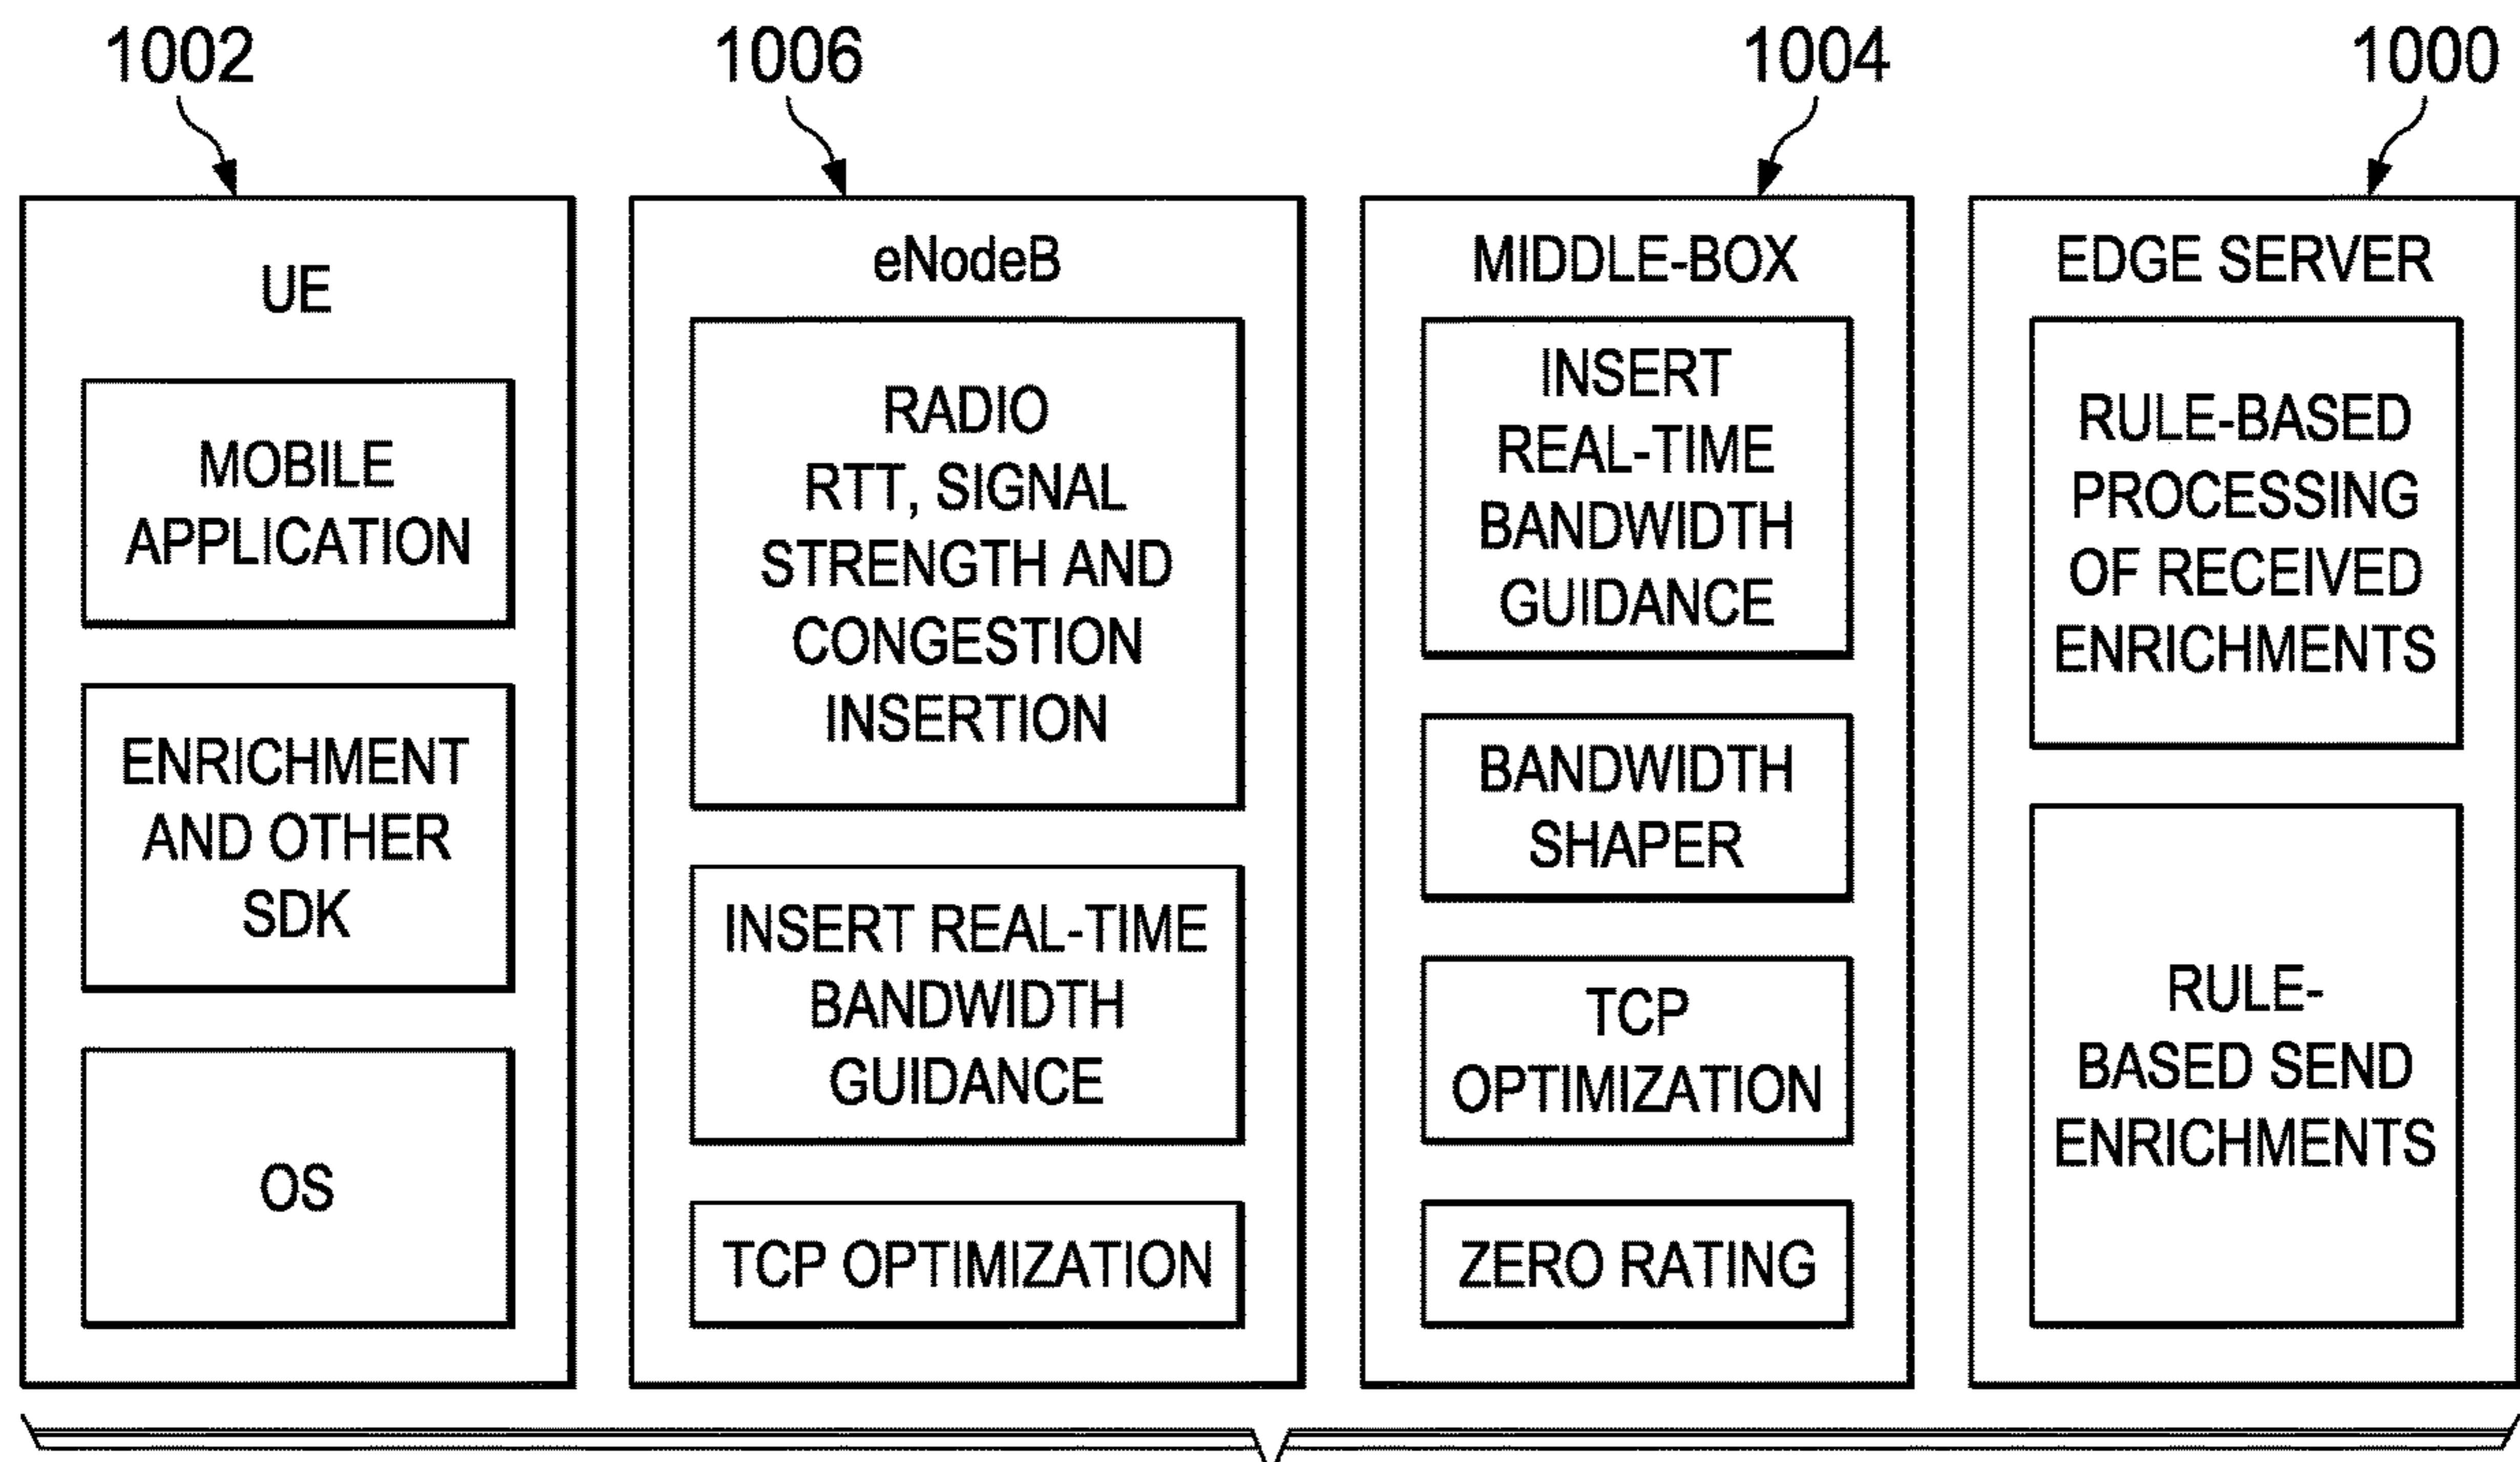 1002
1006
1004
1000
UE
MOBILE
APPLICATION
ENRICHMENT
AND OTHER
SDK
OS
eNodeB
RADIO
RTT, SIGNAL
STRENGTH AND
CONGESTION
INSERTION
INSERT REAL-TIME
BANDWIDTH
GUIDANCE
TCP OPTIMIZATION
MIDDLE-BOX
INSERT
REAL-TIME
BANDWIDTH
GUIDANCE
BANDWIDTH
SHAPER
TCP
OPTIMIZATION
ZERO RATING
EDGE SERVER
RULE-BASED
PROCESSING
OF RECEIVED
ENRICHMENTS
RULE-
BASED SEND
ENRICHMENTS